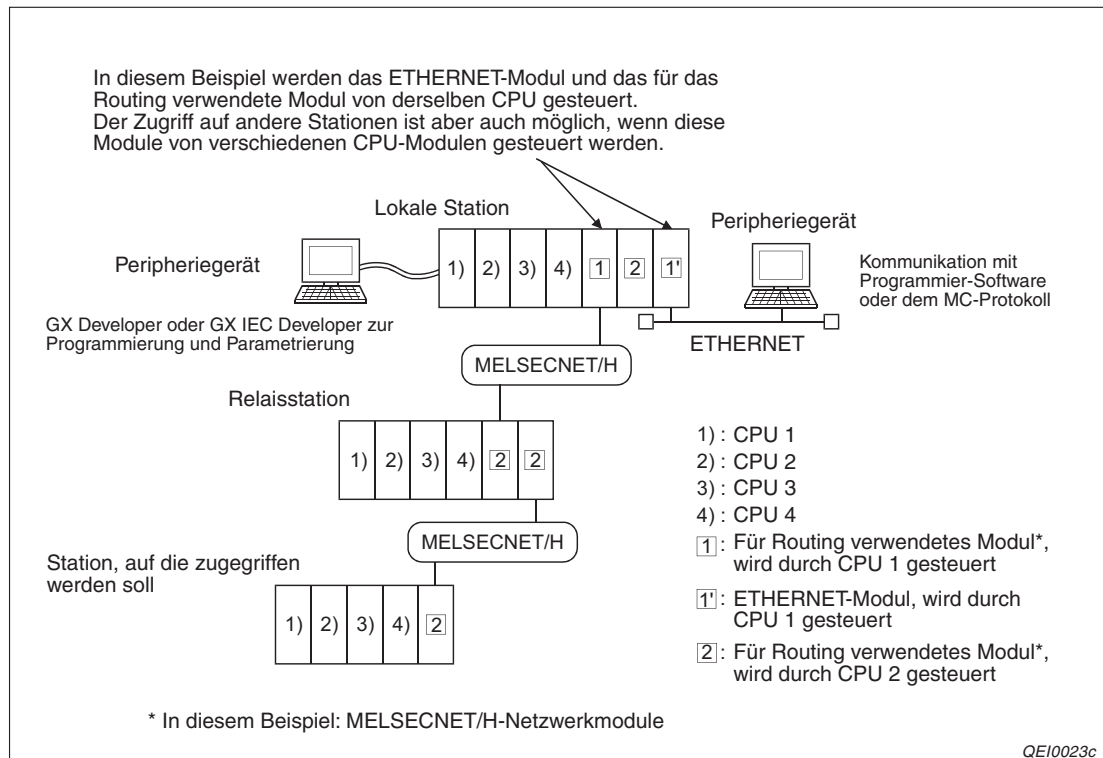 In diesem Beispiel werden das ETHERNET-Modul und das für das
Routing verwendete Modul von derselben CPU gesteuert.
Der Zugriff auf andere Stationen ist aber auch möglich, wenn diese
Module von verschiedenen CPU-Modulen gesteuert werden.
Lokale Station
Peripheriegerät
1) 2) 3) 4) 1 2 1'
Peripheriegerät
Kommunikation mit
Programmier-Software
oder dem MC-Protokoll
GX Developer oder GX IEC Developer zur
Programmierung und Parametrierung
ETHERNET
MELSECNET/H
Relaisstation
1) 2) 3) 4) 2 2
MELSECNET/H
Station, auf die zugegriffen
werden soll
1) 2) 3) 4) 2
1) : CPU 1
2) : CPU 2
3) : CPU 3
4) : CPU 4
1 : Für Routing verwendetes Modul*,
wird durch CPU 1 gesteuert
1' : ETHERNET-Modul, wird durch
CPU 1 gesteuert
2 : Für Routing verwendetes Modul*,
wird durch CPU 2 gesteuert
* In diesem Beispiel: MELSECNET/H-Netzwerkmodule
QEI0023c